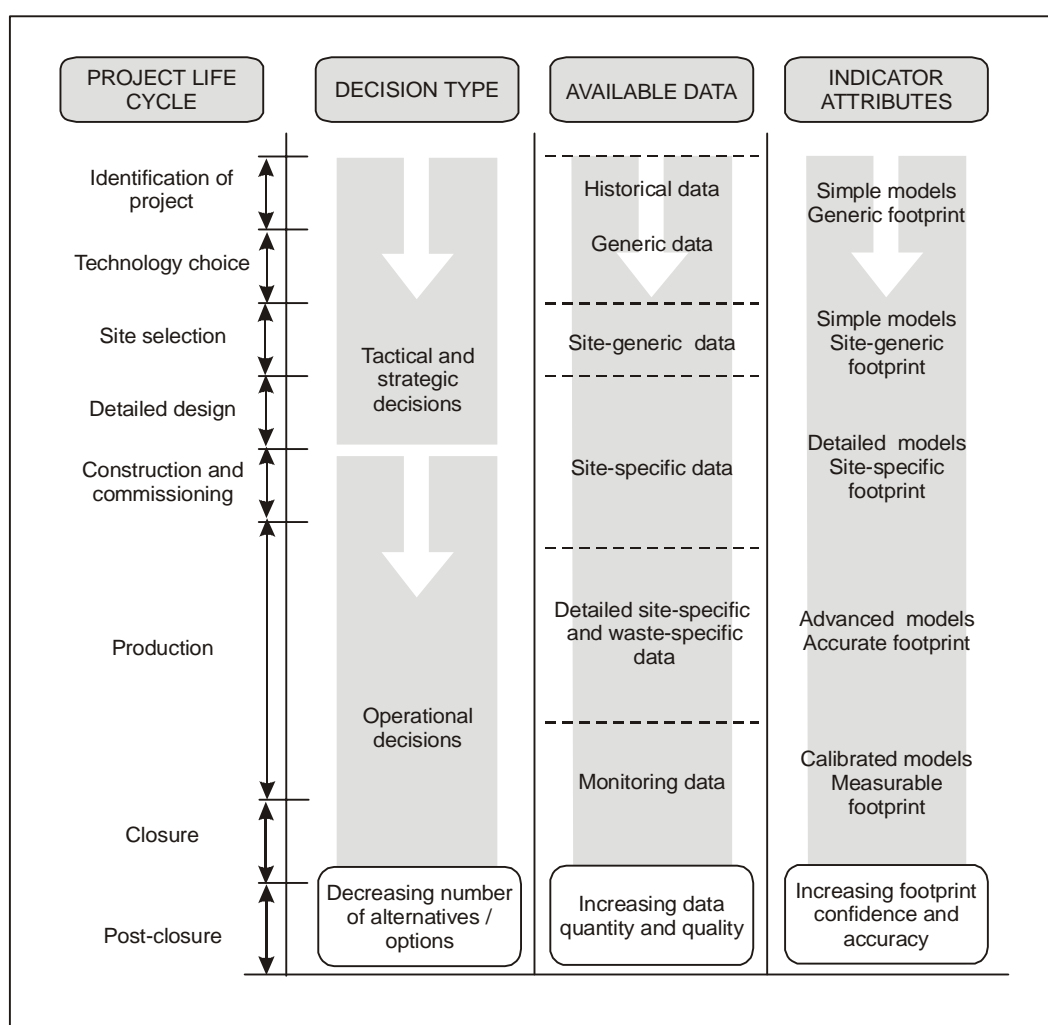 PROJECT LIFE
CYCLE
DECISION TYPE
AVAILABLE DATA
INDICATOR
ATTRIBUTES
Identification of
project
Technology choice
Site selection
Detailed design
Construction and
commissioning
Production
Closure
Post-closure
Tactical and
strategic
decisions
Operational
decisions
Decreasing number
of alternatives /
options
Historical data
Generic data
Site-generic data
Site-specific data
Detailed site-specific
and waste-specific
data
Monitoring data
Increasing data
quantity and quality
Simple models
Generic footprint
Simple models
Site-generic
footprint
Detailed models
Site-specific
footprint
Advanced models
Accurate footprint
Calibrated models
Measurable
footprint
Increasing footprint
confidence and
accuracy